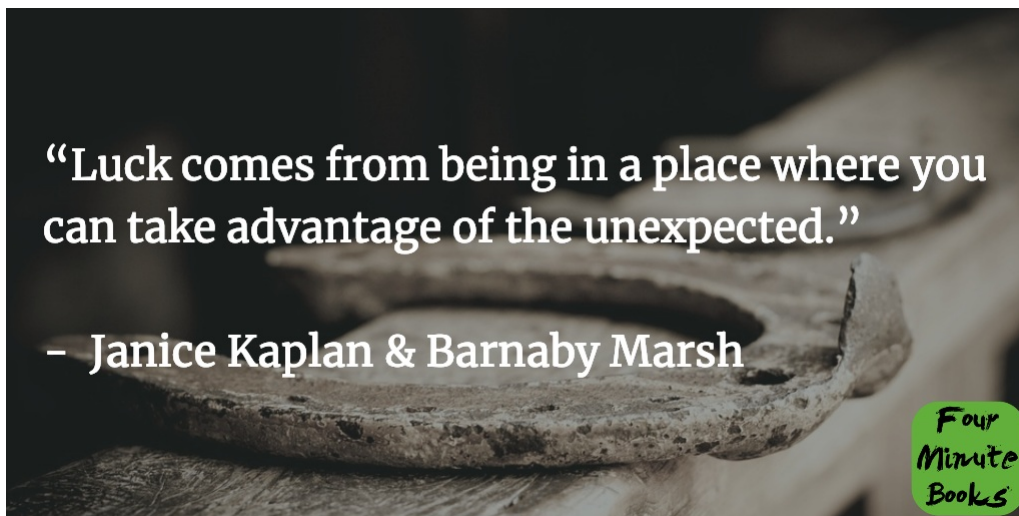 “Luck comes from being in a place where you
can take advantage of the unexpected.”
- Janice Kaplan & Barnaby Marsh
Four
Minute
Books